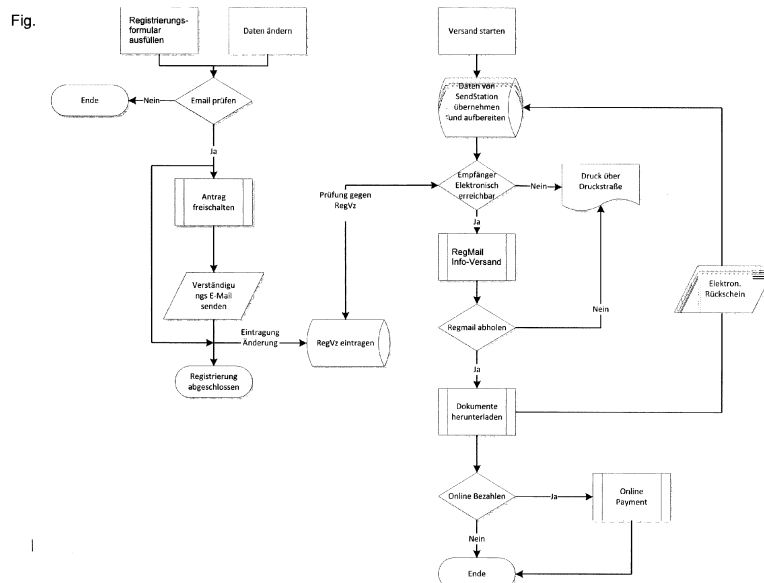 Fig.
Registrierungs-
formular
ausfüllen
Daten ändern
Ende
Nein
Email prüfen
Ja
Antrag
freischalten
Verständigu
ngs E-Mail
senden
Eintragung
Änderung
RegVz eintragen
Registrierung
abgeschlossen
Prüfung gegen
RegVz
Versand starten
Daten von
SendStation
übernehmen
und aufbereiten
Empfänger
Elektronisch
erreichbar
Nein
Druck über
Druckstraße
Ja
RegMail
Info-Versand
Regmail abholen
Nein
Elektron.
Rückschein
Ja
Dokumente
herunterladen
Online Bezahlen
Ja
Online
Payment
Nein
Ende